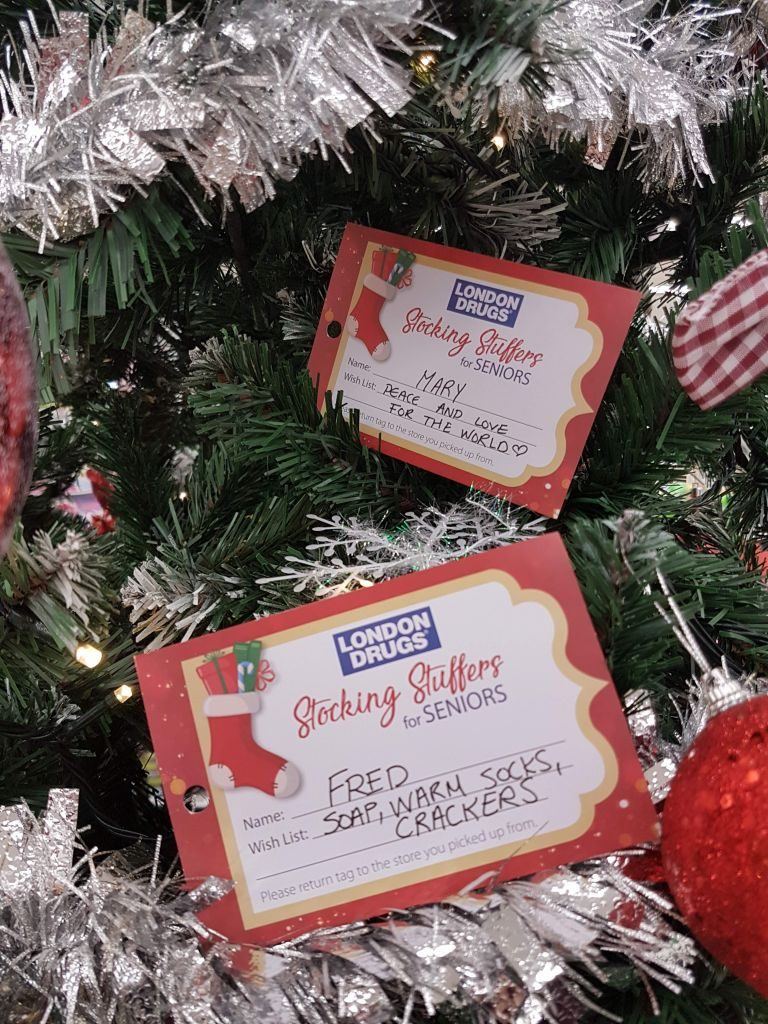 LONDON
DRUGS
Stocking Stuffers
for SENIORS
Name: MARY
Wish List: PEACE AND LOVE
FOR THE WORLD♡
return tag to the store you picked up from.
LONDON
DRUGS
Stocking Stuffers
for SENIORS
Name: FRED
Wish List: SOAP, WARM SOCKS,
CRACKERS
Please return tag to the store you picked up from.